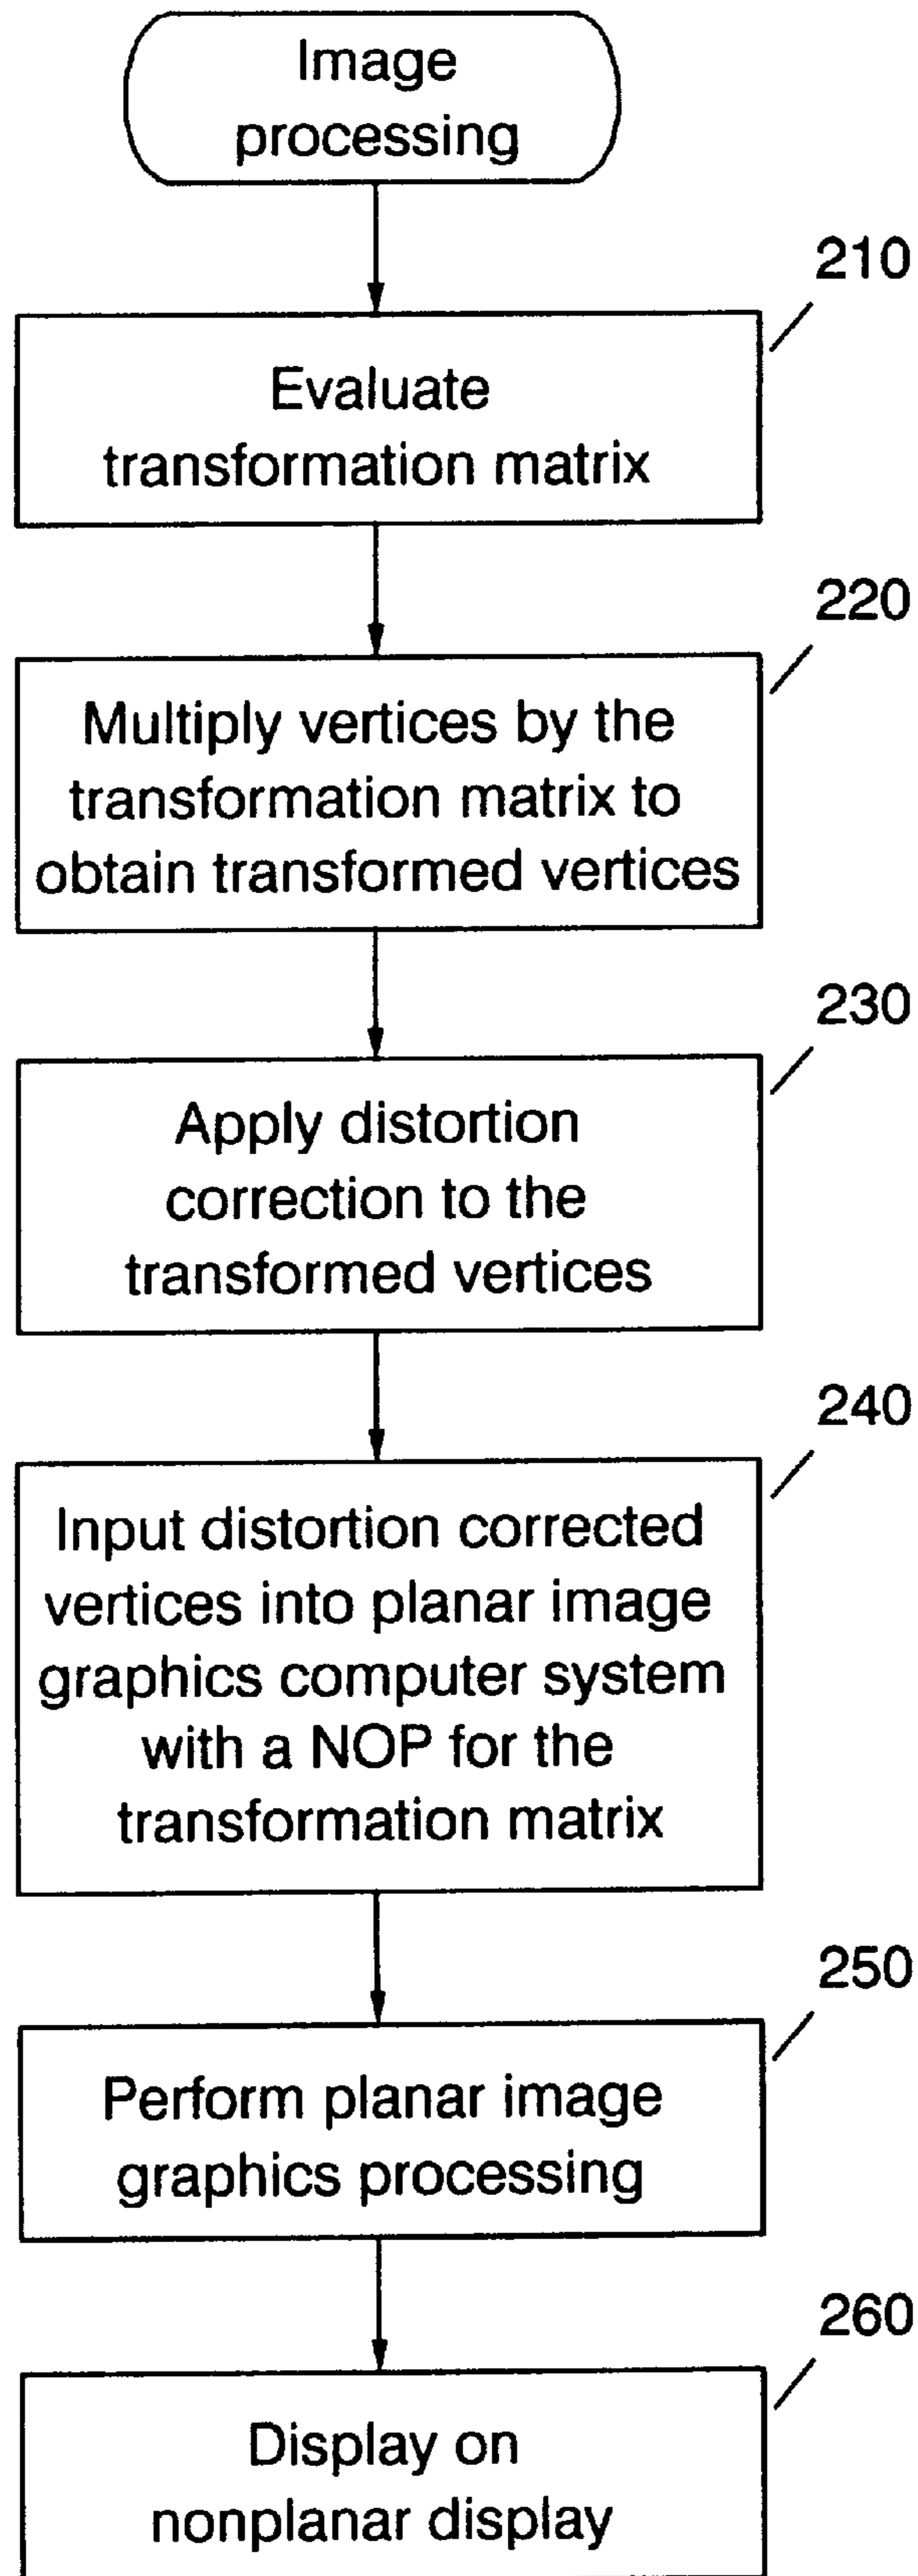 Image
processing
210
Evaluate
transformation matrix
220
Multiply vertices by the
transformation matrix to
obtain transformed vertices
230
Apply distortion
correction to the
transformed vertices
240
Input distortion corrected
vertices into planar image
graphics computer system
with a NOP for the
transformation matrix
250
Perform planar image
graphics processing
260
Display on
nonplanar display